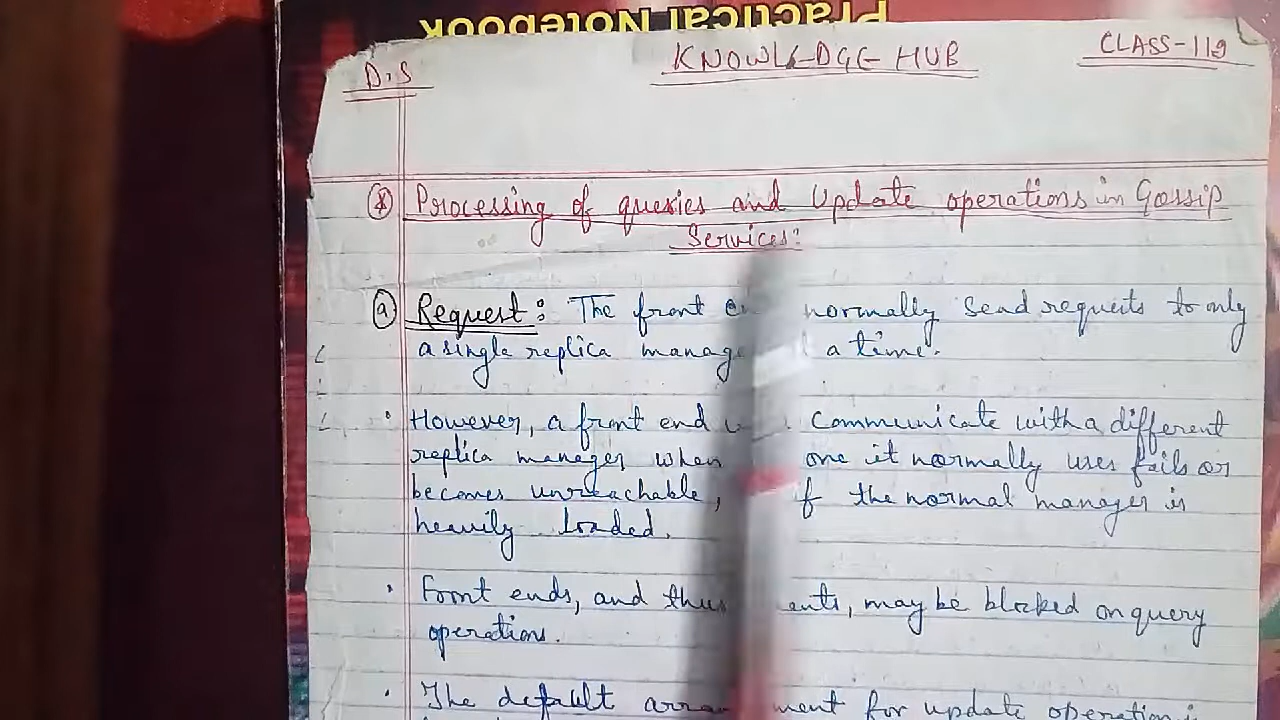 Practical Notebook
D.S
KNOWLEDGE HUB
CLASS-119
Processing of queries and Update operations in Gossip
Services:
(a) Request: The front normally send requests to only
a single replica a time.
• However, a front end communicate with a different
replica manager when one it normally uses fails or
becomes unreachable, the normal manager is
heavily loaded.
• Front ends, and thus may be blocked on query
operations.
• The default for update operation is